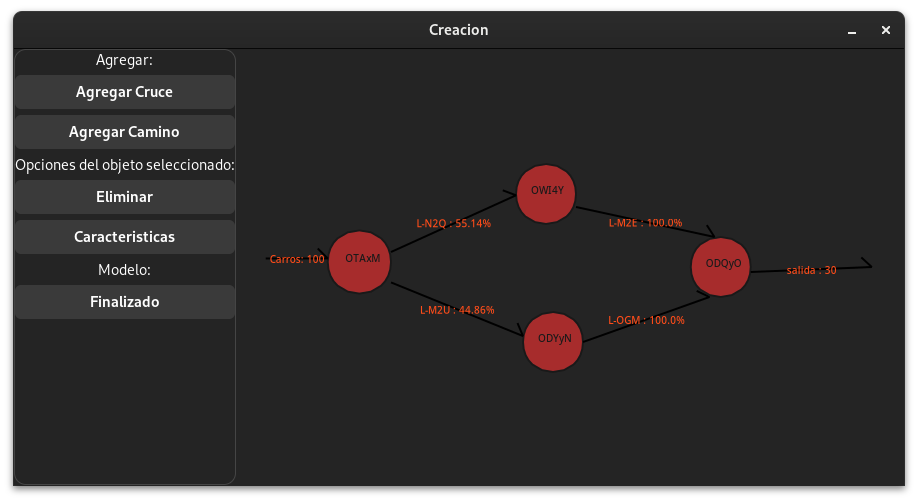 Creacion
Agregar:
Agregar Cruce
Agregar Camino
Opciones del objeto seleccionado:
Eliminar
Caracteristicas
Modelo:
Finalizado
OWI4Y
L-N2Q : 55.14%
L-M2E : 100.0%
Carros: 100
OTAxM
ODQyO
salida : 30
L-M2U : 44.86%
L-OGM : 100.0%
ODYyN